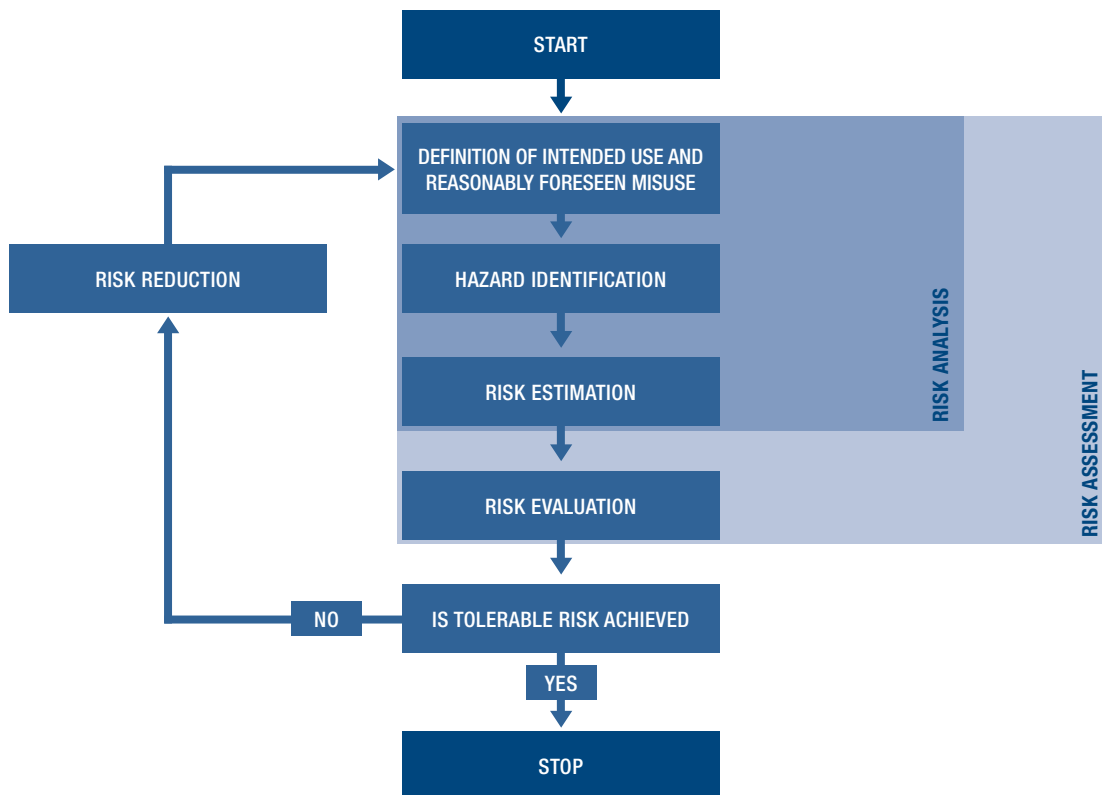 START
DEFINITION OF INTENDED USE AND
REASONABLY FORESEEN MISUSE
RISK REDUCTION
HAZARD IDENTIFICATION
RISK ANALYSIS
RISK ESTIMATION
RISK ASSESSMENT
RISK EVALUATION
NO
IS TOLERABLE RISK ACHIEVED
YES
STOP